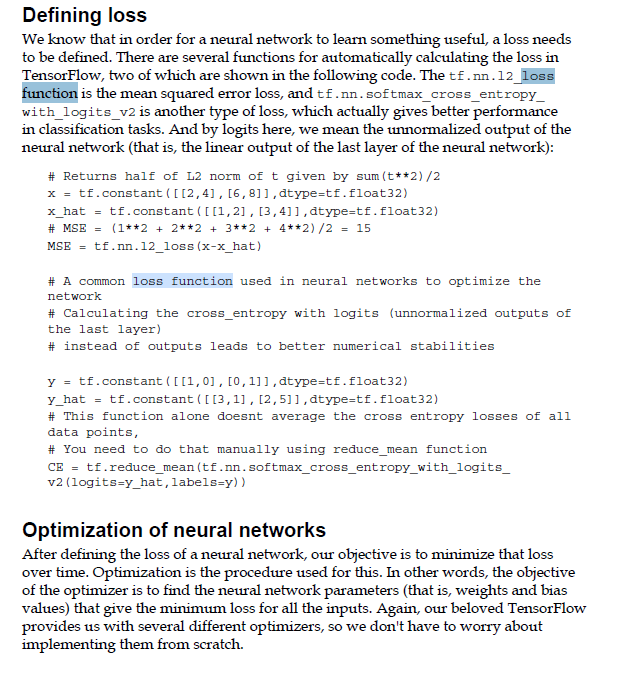 Defining loss
We know that in order for a neural network to learn something useful, a loss needs
to be defined. There are several functions for automatically calculating the loss in
TensorFlow, two of which are shown in the following code. The tf.nn.l2_loss
function is the mean squared error loss, and tf.nn.softmax_cross_entropy_
with_logits_v2 is another type of loss, which actually gives better performance
in classification tasks. And by logits here, we mean the unnormalized output of the
neural network (that is, the linear output of the last layer of the neural network):
# Returns half of L2 norm of t given by sum(t**2)/2
x = tf.constant([[2,4],[6,8]],dtype=tf.float32)
x_hat = tf.constant([[1,2],[3,4]],dtype=tf.float32)
# MSE = (1**2 + 2**2 + 3**2 + 4**2)/2 = 15
MSE = tf.nn.l2_loss(x-x_hat)
# A common loss function used in neural networks to optimize the
network
# Calculating the cross_entropy with logits (unnormalized outputs of
the last layer)
# instead of outputs leads to better numerical stabilities
y = tf.constant([[1,0],[0,1]],dtype=tf.float32)
y_hat = tf.constant([[3,1],[2,5]],dtype=tf.float32)
# This function alone doesnt average the cross entropy losses of all
data points,
# You need to do that manually using reduce_mean function
CE = tf.reduce_mean(tf.nn.softmax_cross_entropy_with_logits_
v2(logits=y_hat,labels=y))
Optimization of neural networks
After defining the loss of a neural network, our objective is to minimize that loss
over time. Optimization is the procedure used for this. In other words, the objective
of the optimizer is to find the neural network parameters (that is, weights and bias
values) that give the minimum loss for all the inputs. Again, our beloved TensorFlow
provides us with several different optimizers, so we don't have to worry about
implementing them from scratch.